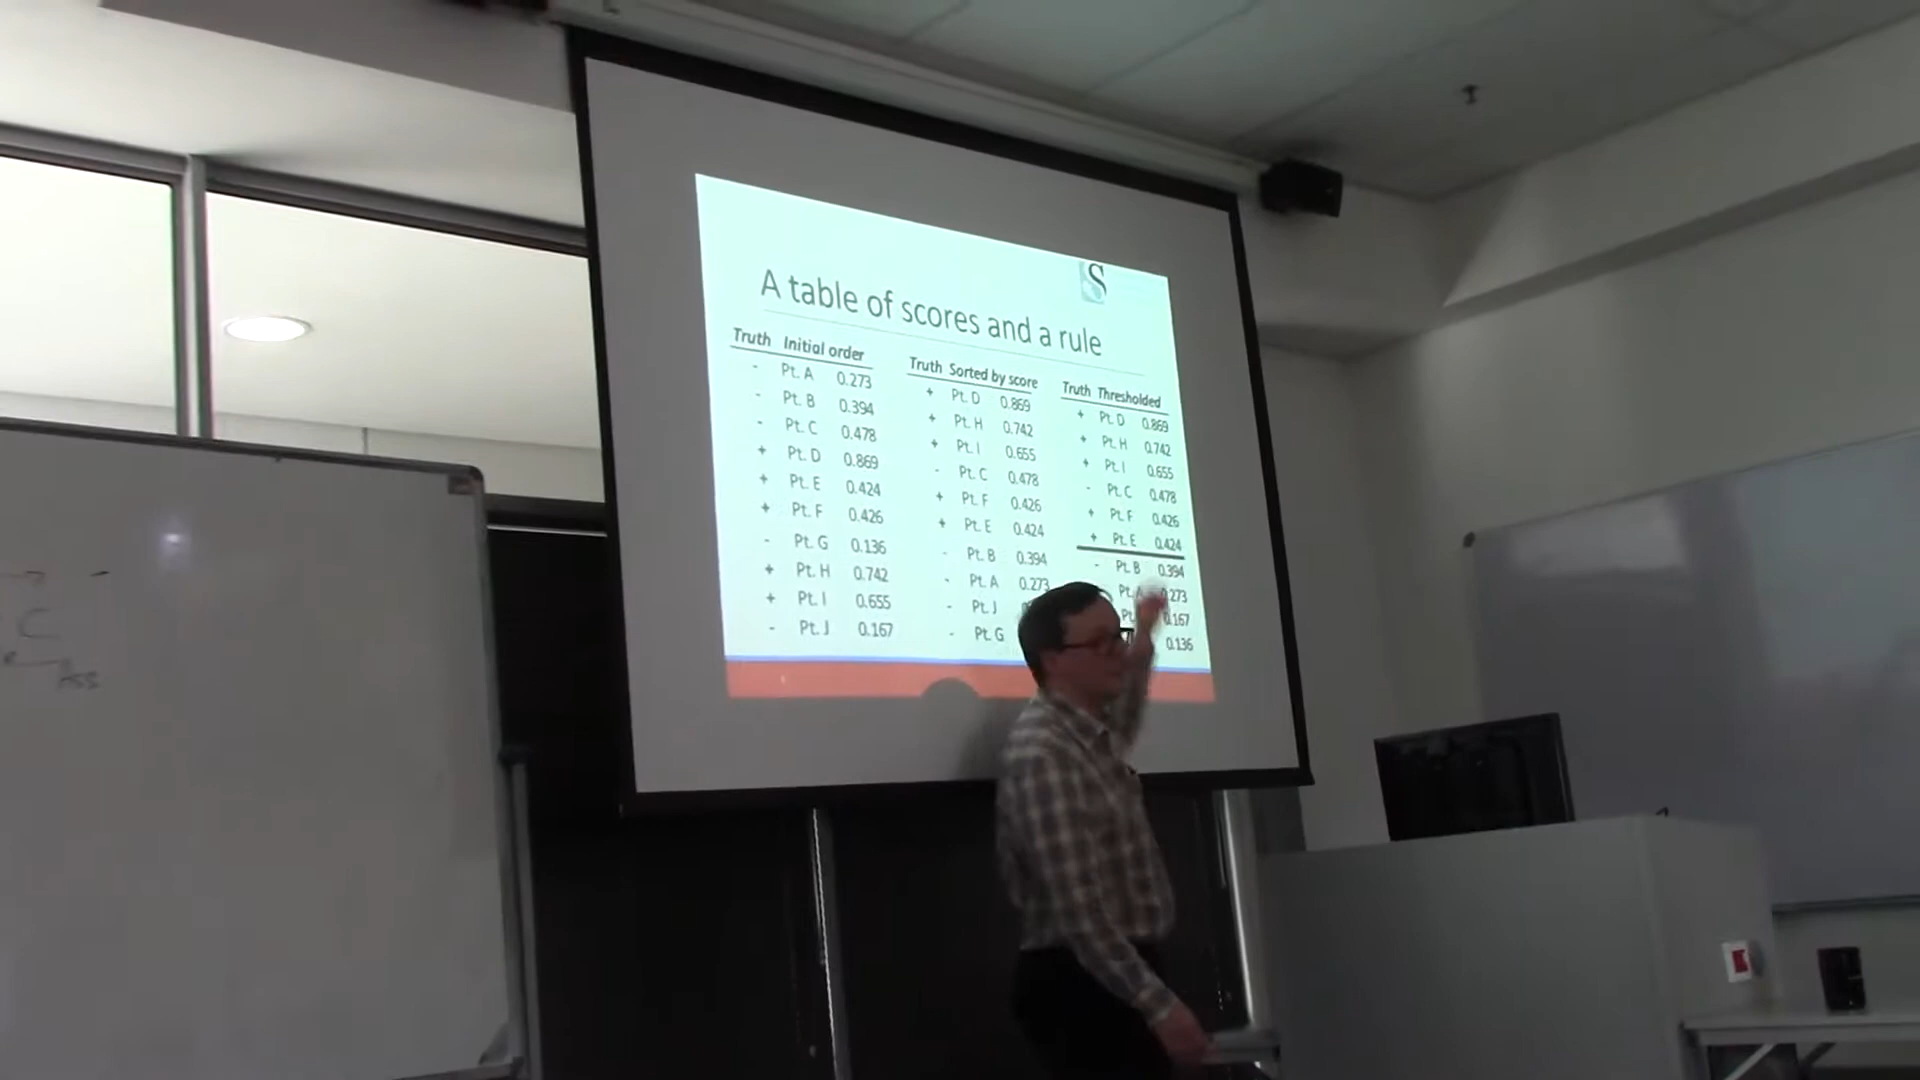 S
A table of scores and a rule
Truth Initial order
- Pt. A 0.273
- Pt. B 0.394
- Pt. C 0.478
+ Pt. D 0.869
+ Pt. E 0.424
+ Pt. F 0.426
- Pt. G 0.136
+ Pt. H 0.742
+ Pt. I 0.655
- Pt. J 0.167
Truth Sorted by score
+ Pt. D 0.869
+ Pt. H 0.742
+ Pt. I 0.655
- Pt. C 0.478
+ Pt. F 0.426
+ Pt. E 0.424
- Pt. B 0.394
- Pt. A 0.273
- Pt. J
- Pt. G
Truth Thresholded
+ Pt. D 0.869
+ Pt. H 0.742
+ Pt. I 0.655
- Pt. C 0.478
+ Pt. F 0.426
+ Pt. E 0.424
- Pt. B 0.394
Pt. A 0.273
Pt. 0.167
0.136